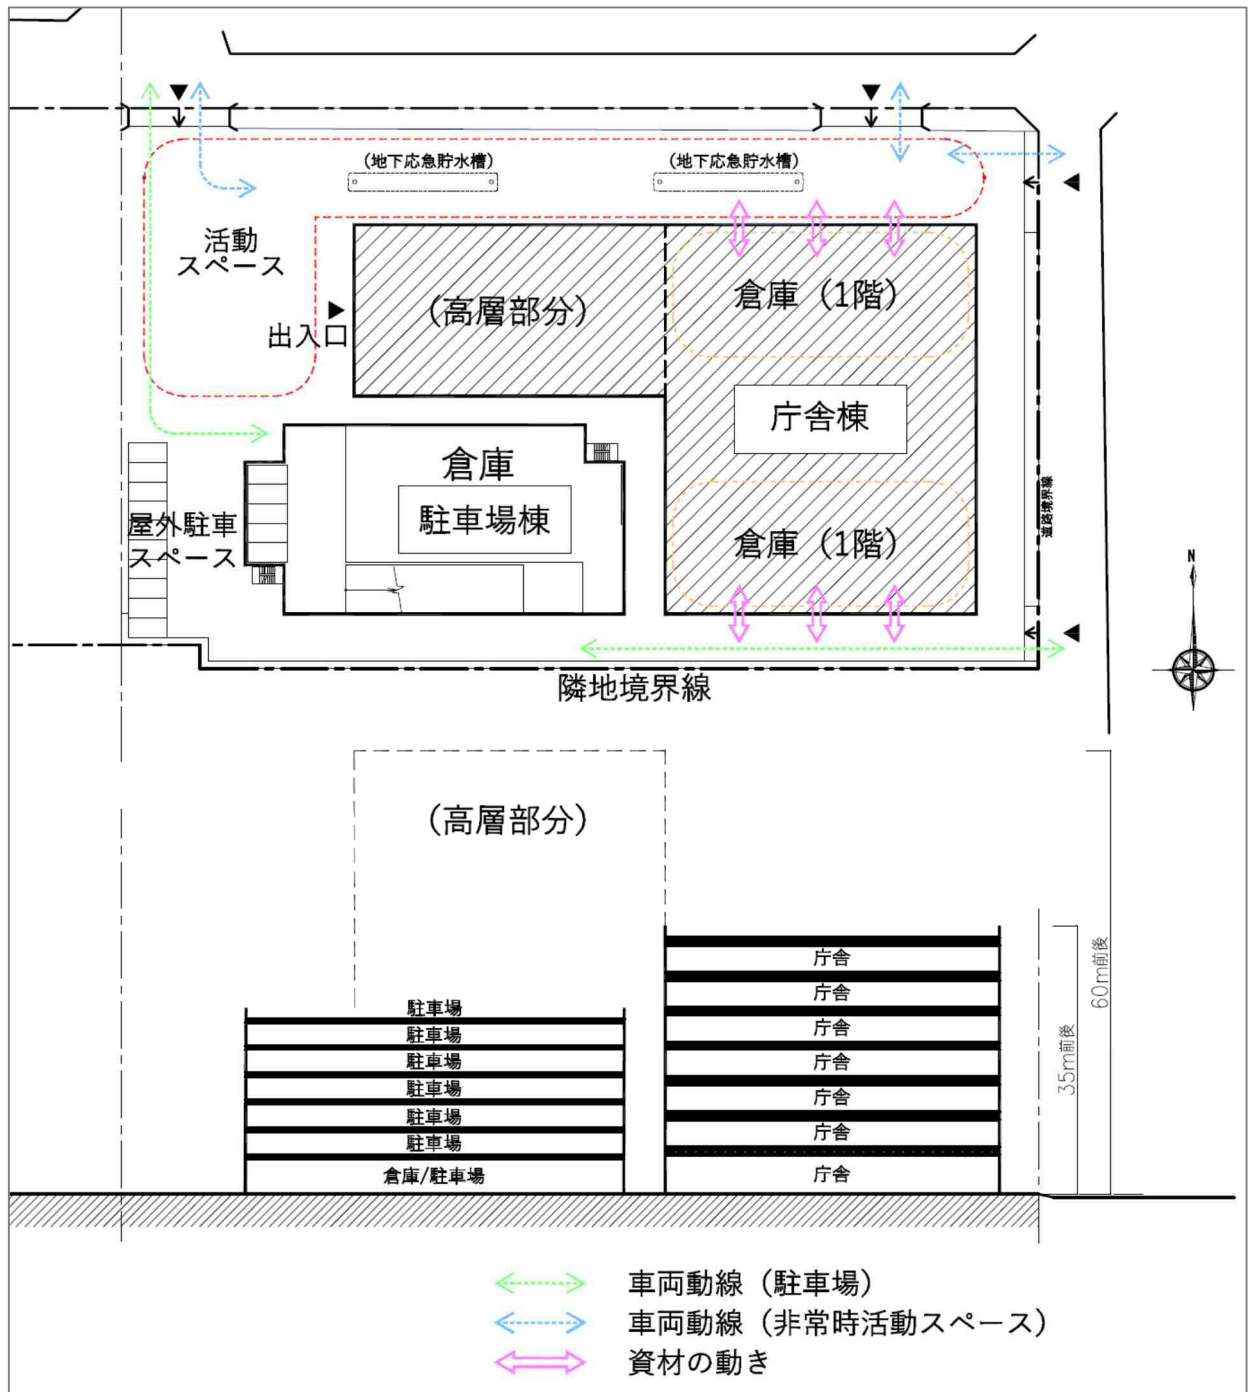 (地下応急貯水槽)
(地下応急貯水槽)
活動
スペース
(高層部分)
倉庫(1階)
出入口
庁舎棟
倉庫
駐車場棟
屋外駐車
スペース
倉庫(1階)
道路境界線
N
隣地境界線
(高層部分)
60m前後
35m前後
駐車場
駐車場
駐車場
駐車場
駐車場
駐車場
倉庫/駐車場
庁舎
庁舎
庁舎
庁舎
庁舎
庁舎
庁舎
車両動線(駐車場)
車両動線(非常時活動スペース)
資材の動き